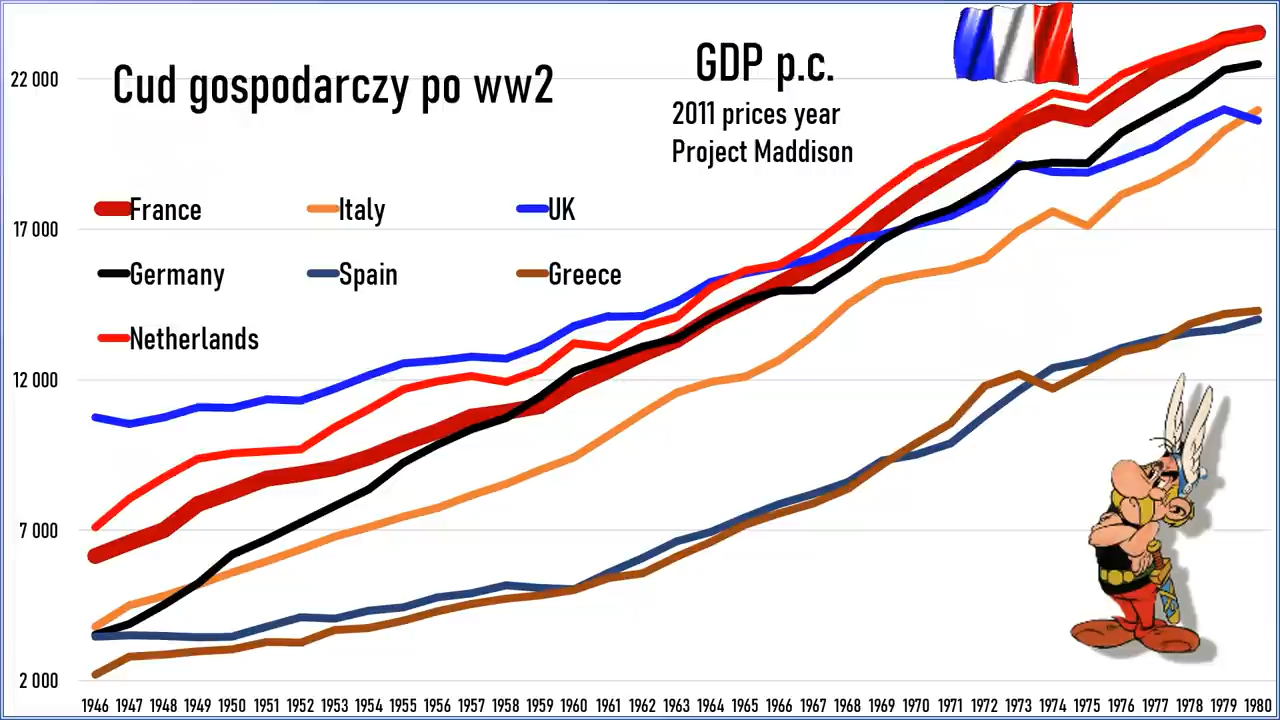 Cud gospodarczy po ww2
GDP p.c.
2011 prices year
Project Maddison
France
Italy
UK
Germany
Spain
Greece
Netherlands
22 000
17 000
12 000
7 000
2 000
1946 1947 1948 1949 1950 1951 1952 1953 1954 1955 1956 1957 1958 1959 1960 1961 1962 1963 1964 1965 1966 1967 1968 1969 1970 1971 1972 1973 1974 1975 1976 1977 1978 1979 1980